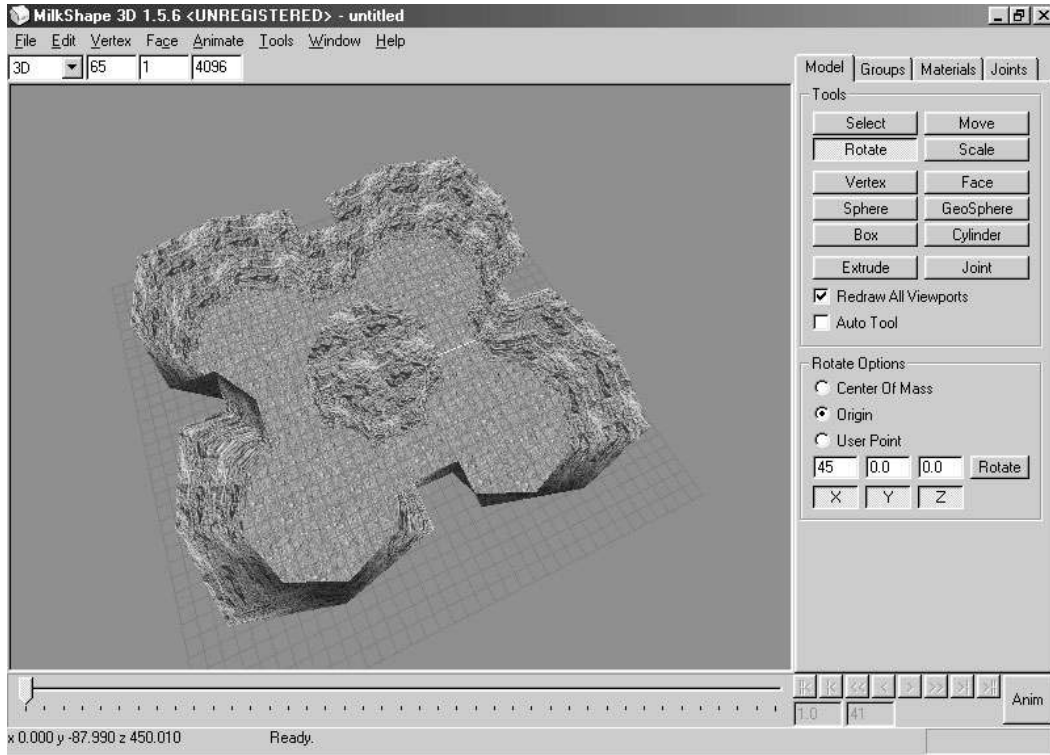 MilkShape 3D 1.5.6 <UNREGISTERED> - untitled
File Edit Vertex Face Animate Tools Window Help
3D 65 1 4096
Model Groups Materials Joints
Tools
Select Move
Rotate Scale
Vertex Face
Sphere GeoSphere
Box Cylinder
Extrude Joint
Redraw All Viewports
Auto Tool
Rotate Options
Center Of Mass
Origin
User Point
45 0.0 0.0 Rotate
X Y Z
|< |< << < > >> >| >|
Anim
1.0 41
x 0.000 y -87.990 z 450.010 Ready.